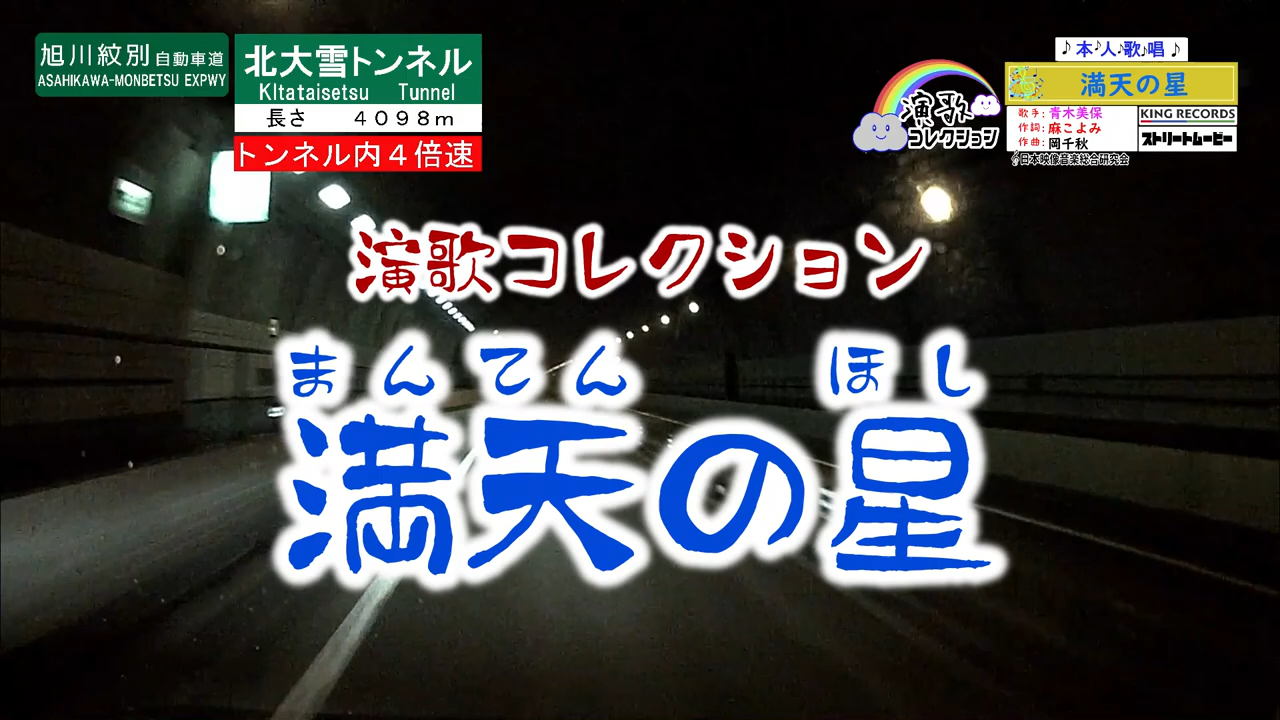 旭川紋別自動車道
ASAHIKAWA-MONBETSU EXPWY
北大雪トンネル
KItataisetsu Tunnel
長さ 4098m
トンネル内4倍速
演歌
コレクション
♪本♪人♪歌♪唱♪
満天の星
歌手:青木美保
作詞:麻こよみ
作曲:岡千秋
KING RECORDS
ストリートムービー
日本映像音楽総合研究会
演歌コレクション
まんてん ほし
満天の星